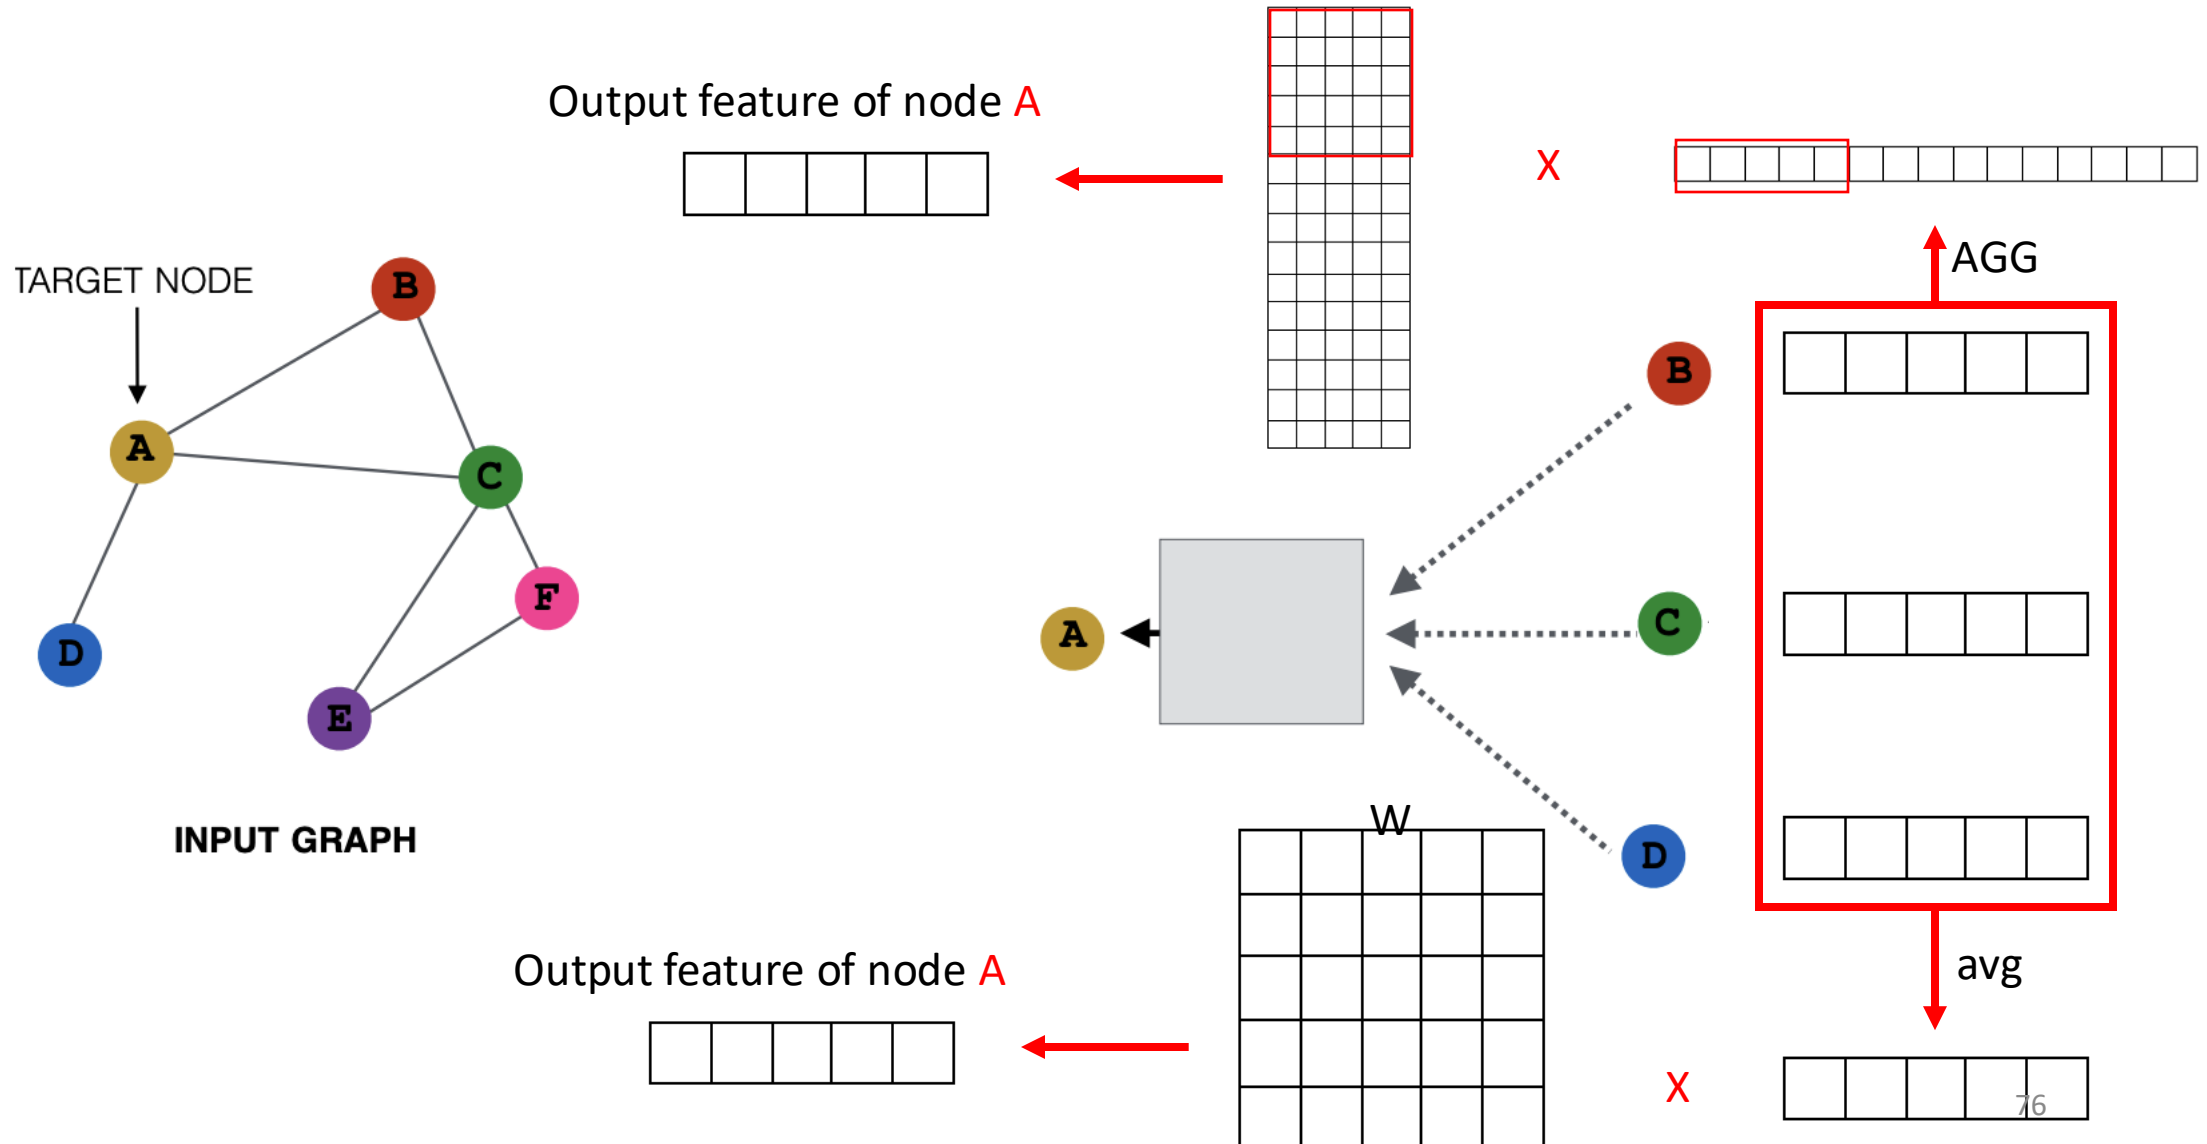 Output feature of node A
X
AGG
TARGET NODE
B
A
C
F
D
E
INPUT GRAPH
B
C
A
D
W
avg
Output feature of node A
X
76